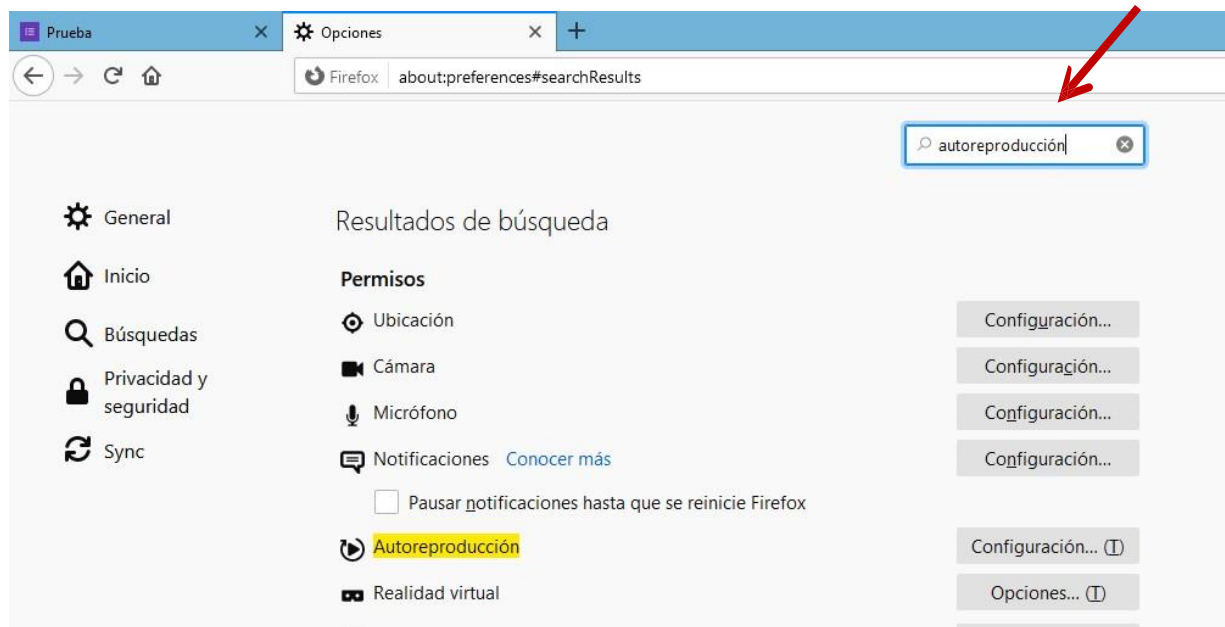 Prueba
Opciones
Firefox about:preferences#searchResults
autoreproducción
General
Inicio
Búsquedas
Privacidad y
seguridad
Sync
Resultados de búsqueda
Permisos
Ubicación Configuración...
Cámara Configuración...
Micrófono Configuración...
Notificaciones Conocer más Configuración...
Pausar notificaciones hasta que se reinicie Firefox
Autoreproducción Configuración... (T)
Realidad virtual Opciones... (T)